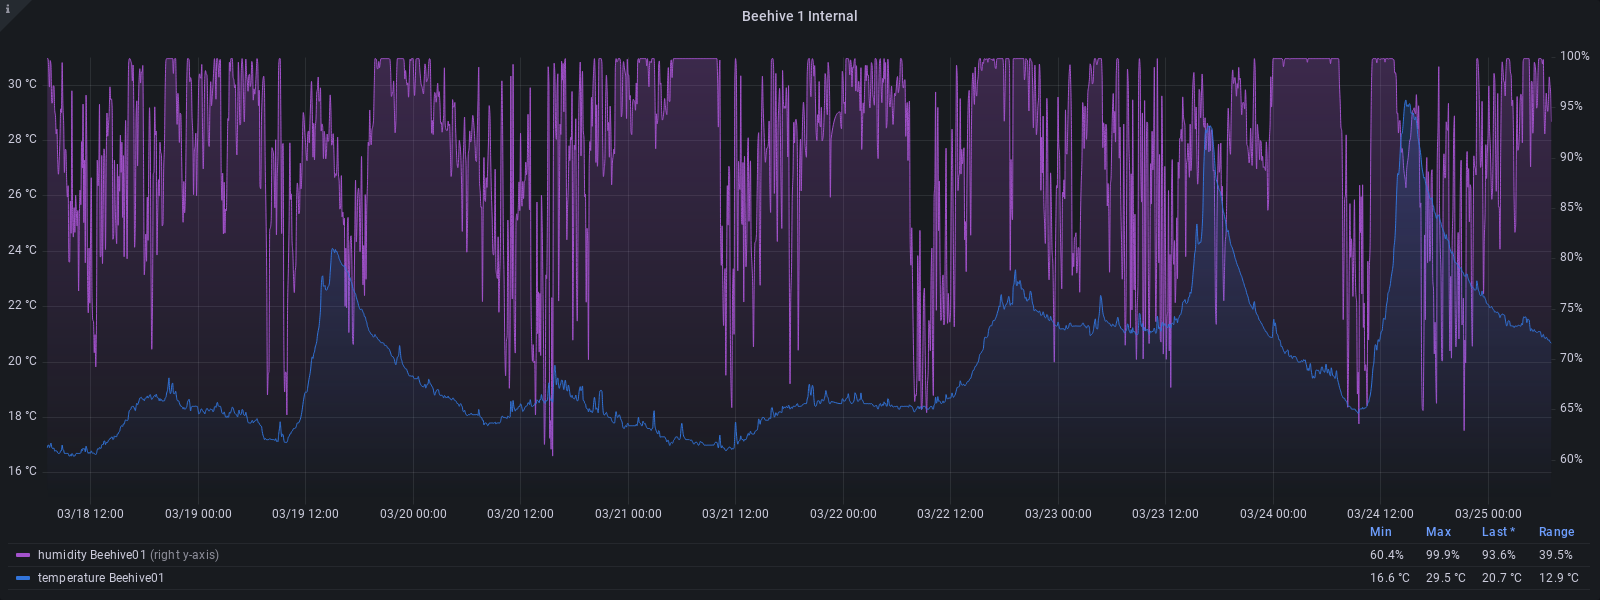 i
Beehive 1 Internal
30 °C
28 °C
26 °C
24 °C
22 °C
20 °C
18 °C
16 °C
100%
95%
90%
85%
80%
75%
70%
65%
60%
03/18 12:00 03/19 00:00 03/19 12:00 03/20 00:00 03/20 12:00 03/21 00:00 03/21 12:00 03/22 00:00 03/22 12:00 03/23 00:00 03/23 12:00 03/24 00:00 03/24 12:00 03/25 00:00
Min Max Last * Range
humidity Beehive01 (right y-axis) 60.4% 99.9% 93.6% 39.5%
temperature Beehive01 16.6 °C 29.5 °C 20.7 °C 12.9 °C